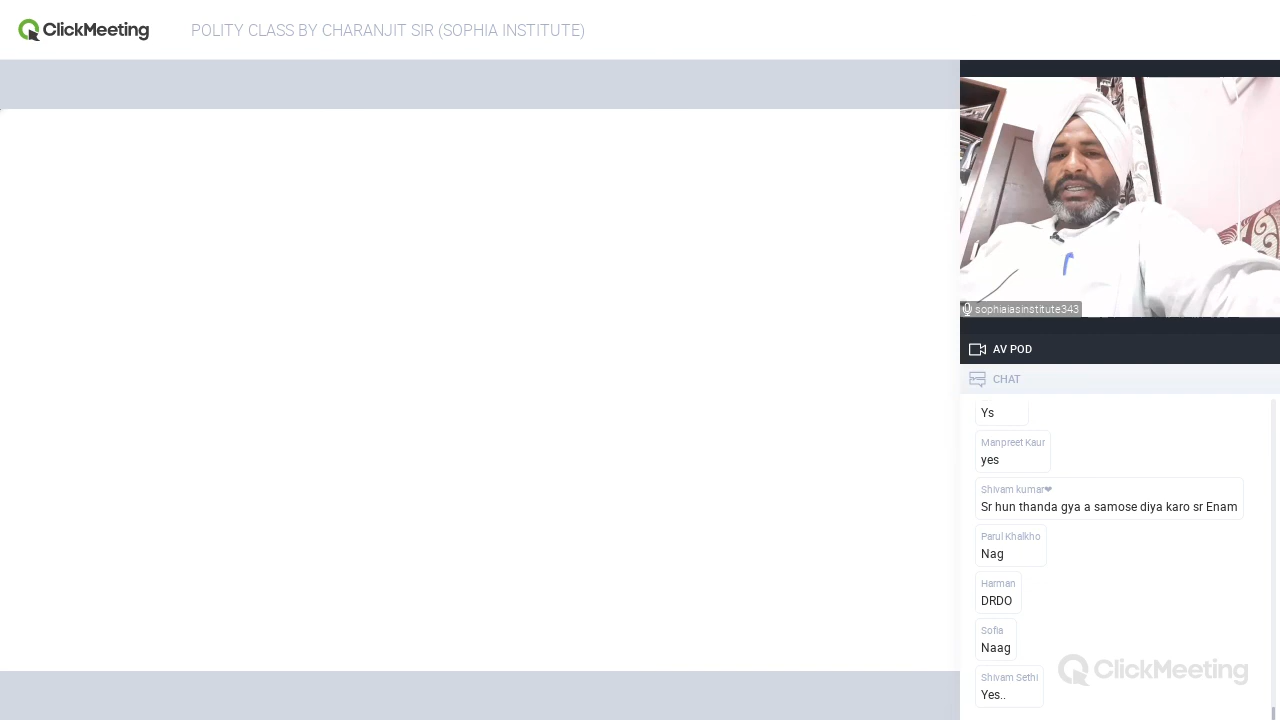 ClickMeeting
POLITY CLASS BY CHARANJIT SIR (SOPHIA INSTITUTE)
sophiaiasinstitute343
AV POD
CHAT
Ys
Manpreet Kaur
yes
Shivam kumar❤
Sr hun thanda gya a samose diya karo sr Enam
Parul Khalkho
Nag
Harman
DRDO
Sofia
Naag
Shivam Sethi
Yes..
ClickMeeting